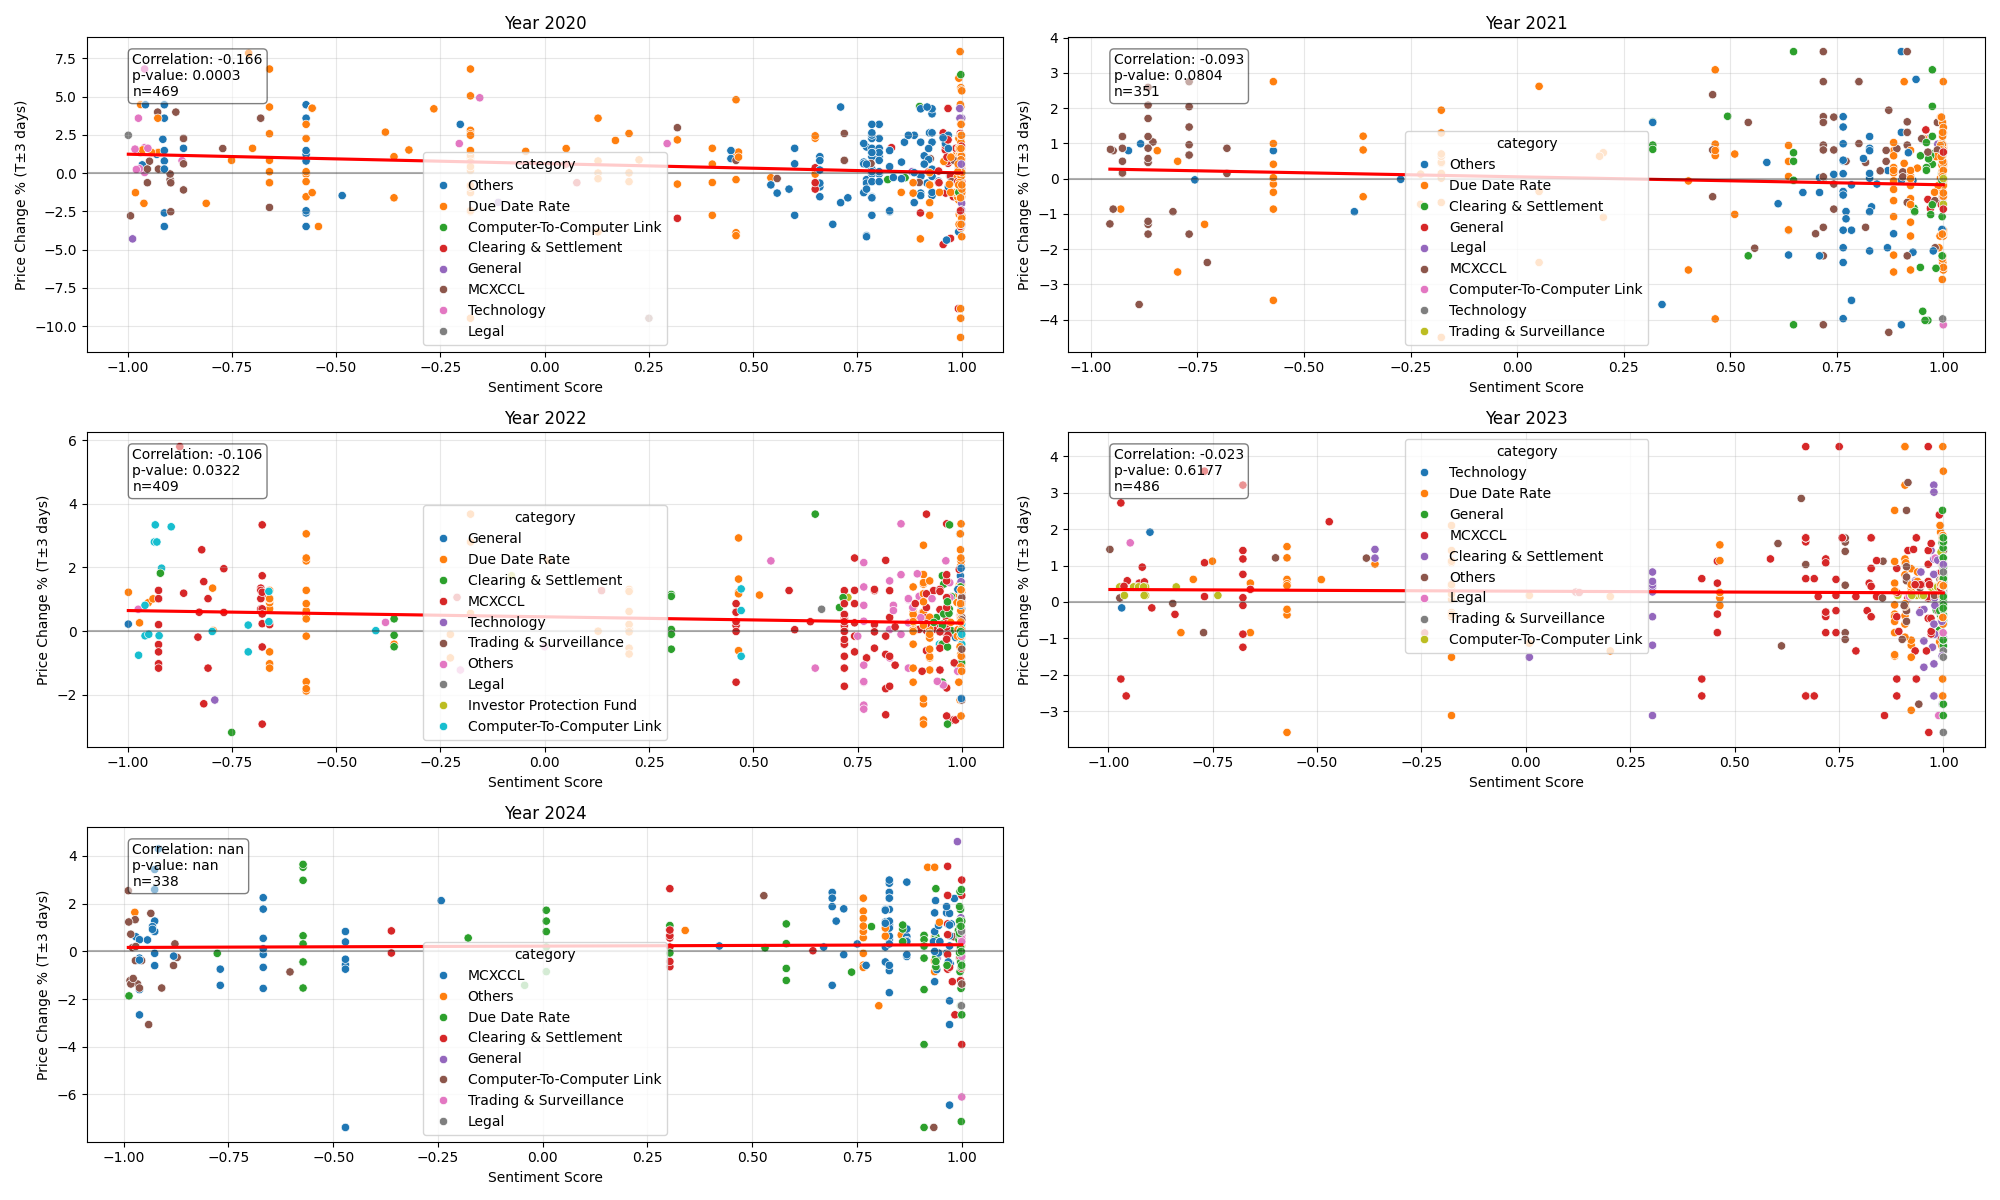 Year 2020
Correlation: -0.166
p-value: 0.0003
n=469
Price Change % (T±3 days)
7.5
5.0
2.5
0.0
−2.5
−5.0
−7.5
−10.0
category
Others
Due Date Rate
Computer-To-Computer Link
Clearing & Settlement
General
MCXCCL
Technology
Legal
−1.00 −0.75 −0.50 −0.25 0.00 0.25 0.50 0.75 1.00
Sentiment Score
Year 2021
Correlation: -0.093
p-value: 0.0804
n=351
Price Change % (T±3 days)
4
3
2
1
0
−1
−2
−3
−4
category
Others
Due Date Rate
Clearing & Settlement
General
Legal
MCXCCL
Computer-To-Computer Link
Technology
Trading & Surveillance
−1.00 −0.75 −0.50 −0.25 0.00 0.25 0.50 0.75 1.00
Sentiment Score
Year 2022
Correlation: -0.106
p-value: 0.0322
n=409
Price Change % (T±3 days)
6
4
2
0
−2
category
General
Due Date Rate
Clearing & Settlement
MCXCCL
Technology
Trading & Surveillance
Others
Legal
Investor Protection Fund
Computer-To-Computer Link
−1.00 −0.75 −0.50 −0.25 0.00 0.25 0.50 0.75 1.00
Sentiment Score
Year 2023
Correlation: -0.023
p-value: 0.6177
n=486
Price Change % (T±3 days)
4
3
2
1
0
−1
−2
−3
category
Technology
Due Date Rate
General
MCXCCL
Clearing & Settlement
Others
Legal
Trading & Surveillance
Computer-To-Computer Link
−1.00 −0.75 −0.50 −0.25 0.00 0.25 0.50 0.75 1.00
Sentiment Score
Year 2024
Correlation: nan
p-value: nan
n=338
Price Change % (T±3 days)
4
2
0
−2
−4
−6
category
MCXCCL
Others
Due Date Rate
Clearing & Settlement
General
Computer-To-Computer Link
Trading & Surveillance
Legal
−1.00 −0.75 −0.50 −0.25 0.00 0.25 0.50 0.75 1.00
Sentiment Score